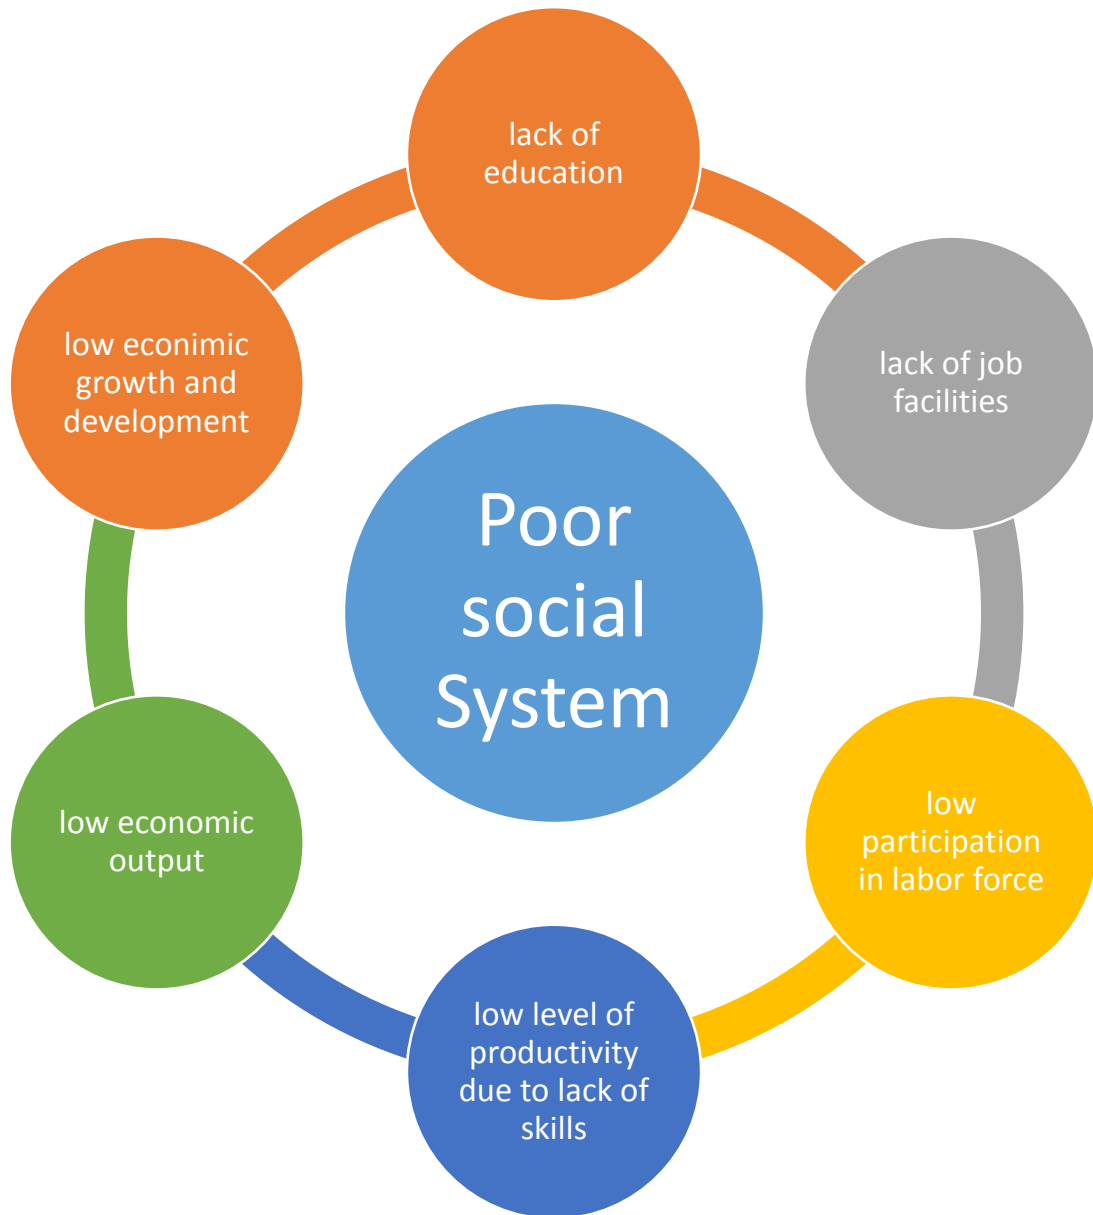 lack of
education
lack of job
facilities
low
participation
in labor force
low level of
productivity
due to lack of
skills
low economic
output
low econimic
growth and
development
Poor
social
System